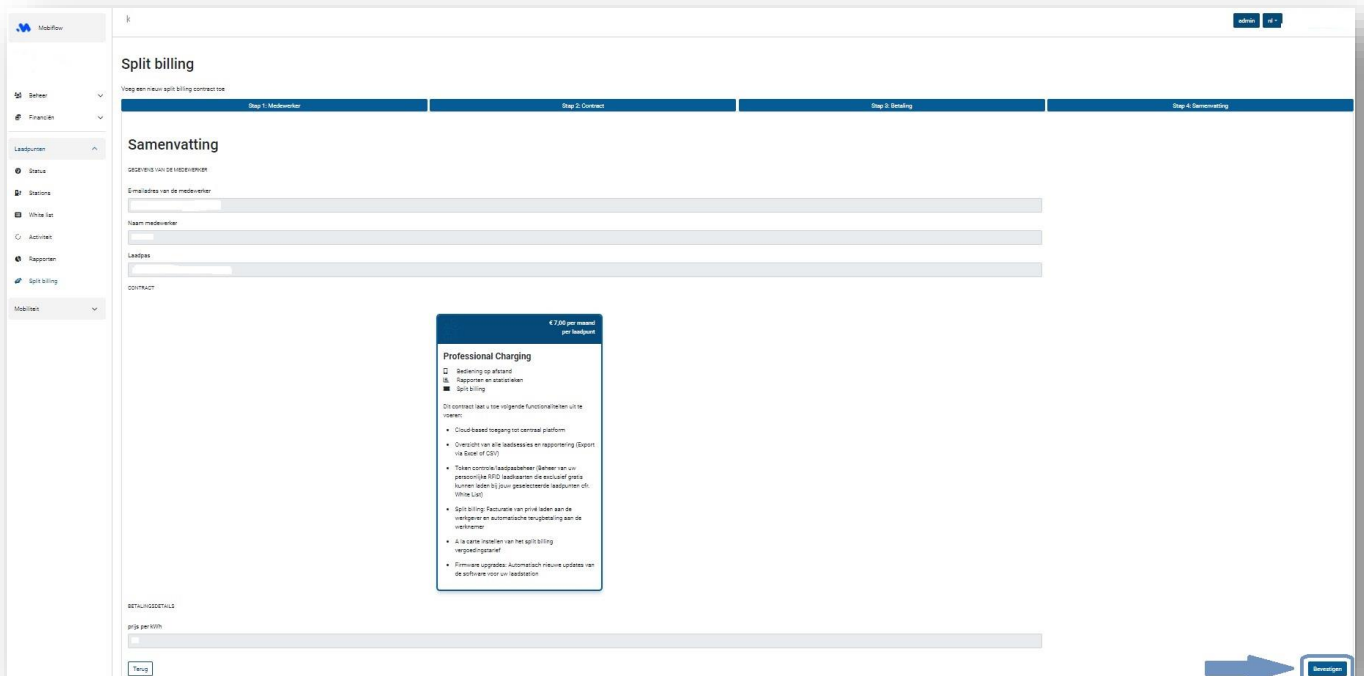 Mobiflow
admin
nl
Split billing
Voeg een nieuw split billing contract toe
Stap 1: Medewerker
Stap 2: Contract
Stap 3: Betaling
Stap 4: Samenvatting
Beheer
Financiën
Laadpunten
Status
Stations
White list
Activiteit
Rapporten
Split billing
Mobiliteit
Samenvatting
GEGEVENS VAN DE MEDEWERKER
E-mailadres van de medewerker
Naam medewerker
Laadpas
CONTRACT
€ 7,00 per maand
per laadpunt
Professional Charging
Bediening op afstand
Rapporten en statistieken
Split billing
Dit contract laat u toe volgende functionaliteiten uit te
voeren:
• Cloud-based toegang tot centraal platform
• Overzicht van alle laadsessies en rapportering (Export
via Excel of CSV)
• Token controle/laadpasbeheer (Beheer van uw
persoonlijke RFID laadkaarten die exclusief gratis
kunnen laden bij jouw geselecteerde laadpunten cfr.
White List)
• Split billing: Facturatie van privé laden aan de
werkgever en automatische terugbetaling aan de
werknemer
• A la carte instellen van het split billing
vergoedingstarief
• Firmware upgrades: Automatisch nieuwe updates van
de software voor uw laadstation
BETALINGSDETAILS
prijs per kWh
Terug
Bevestigen